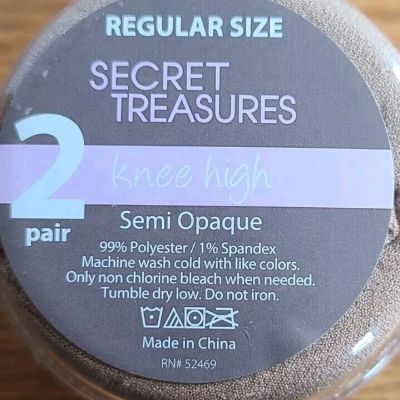 REGULAR SIZE
SECRET
TREASURES
2
pair
knee high
Semi Opaque
99% Polyester / 1% Spandex
Machine wash cold with like colors.
Only non chlorine bleach when needed.
Tumble dry low. Do not iron.
Made in China
RN# 52469